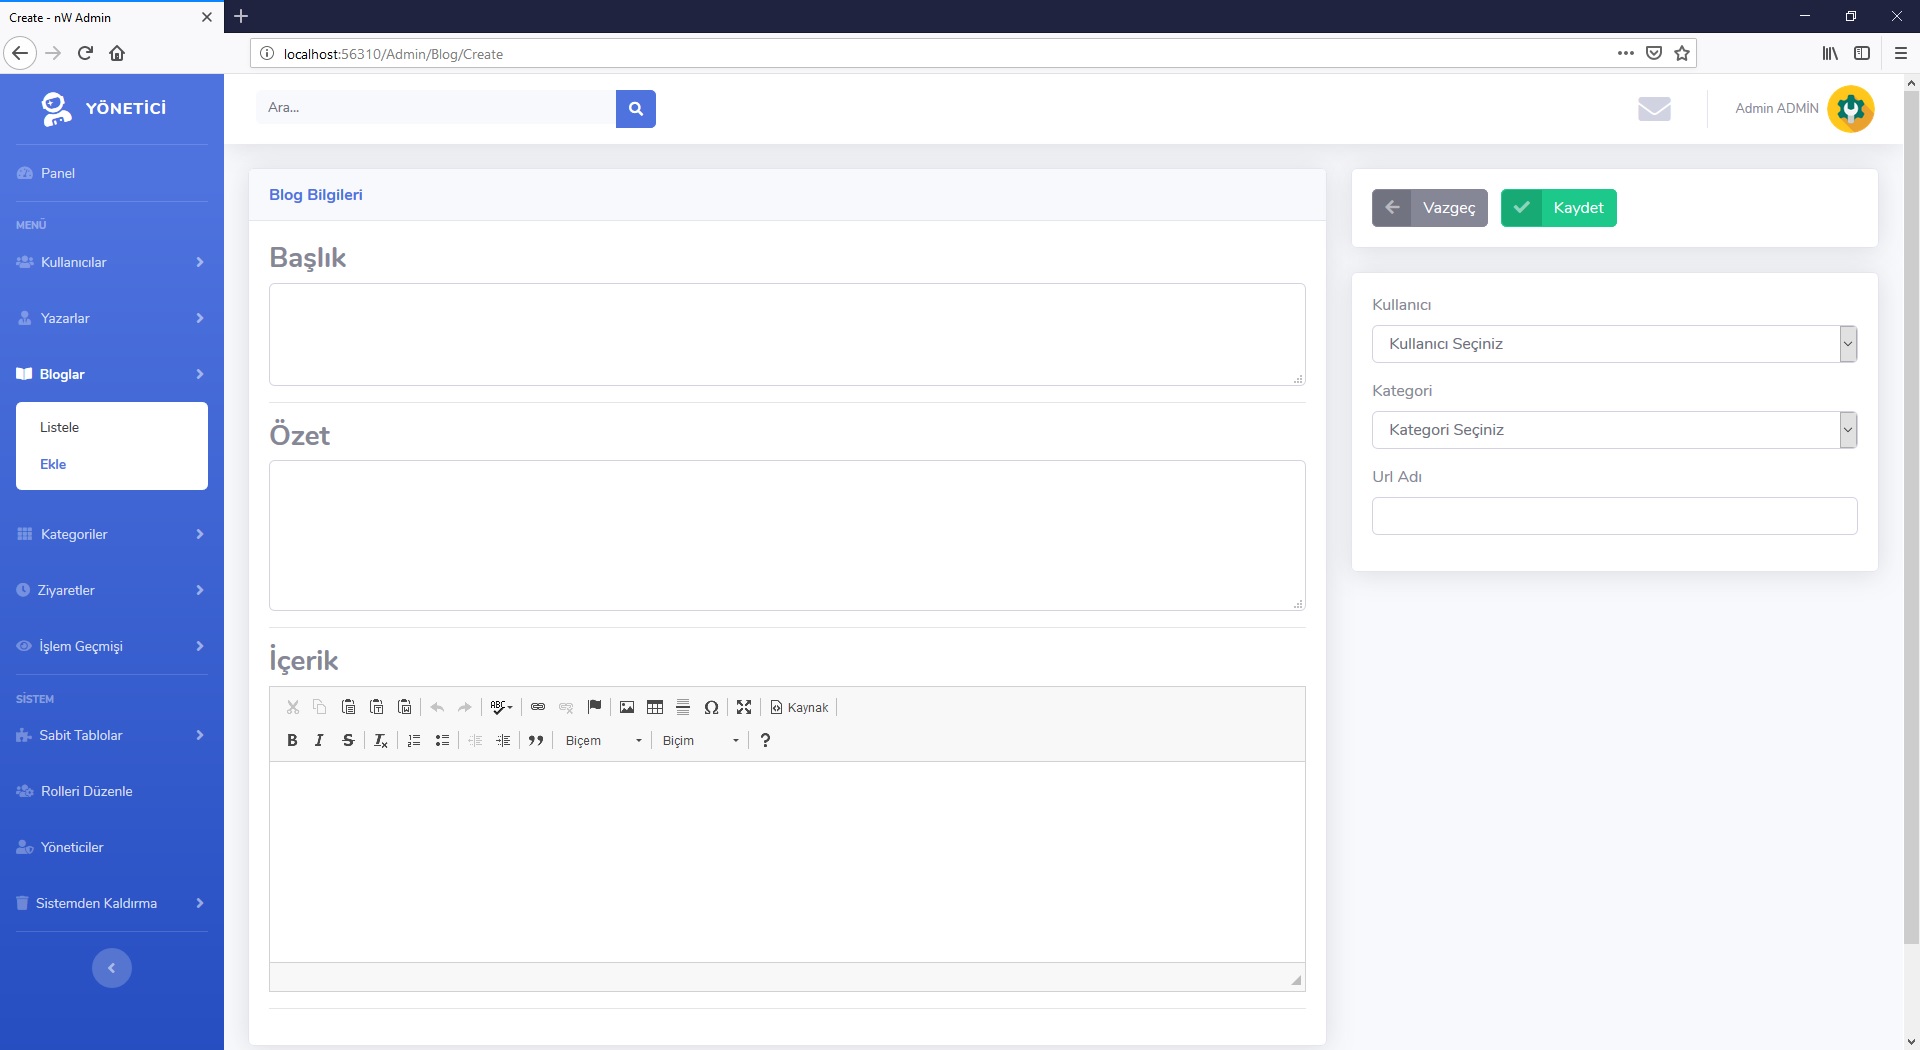 Create - nW Admin
localhost:56310/Admin/Blog/Create
YÖNETİCİ
Ara...
Admin ADMİN
Panel
MENÜ
Kullanıcılar
Yazarlar
Bloglar
Listele
Ekle
Kategoriler
Ziyaretler
İşlem Geçmişi
SİSTEM
Sabit Tablolar
Rolleri Düzenle
Yöneticiler
Sistemden Kaldırma
Blog Bilgileri
Başlık
Özet
İçerik
ABC
Ω
Kaynak
B I S Ix
Biçem
Biçim
?
Vazgeç
Kaydet
Kullanıcı
Kullanıcı Seçiniz
Kategori
Kategori Seçiniz
Url Adı